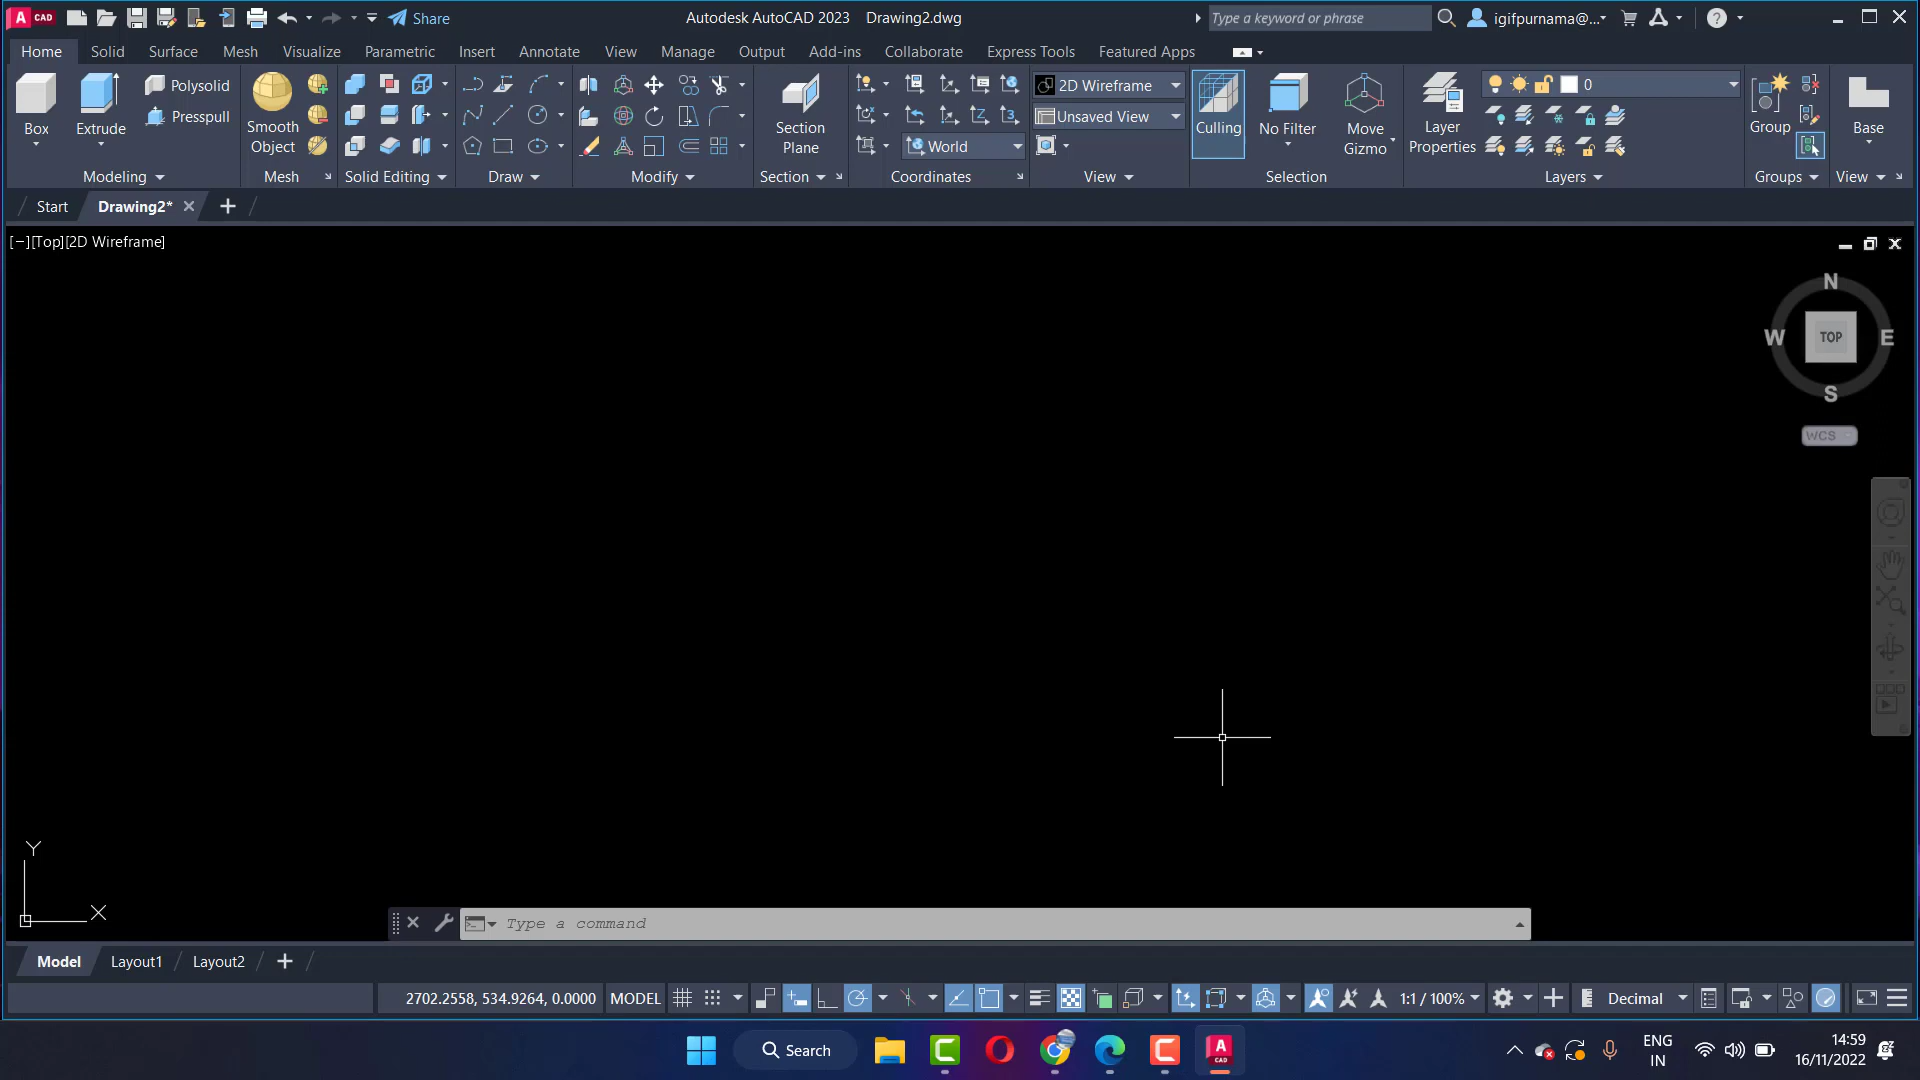 A CAD Share Autodesk AutoCAD 2023 Drawing2.dwg Type a keyword or phrase igifpurnama@...
Home Solid Surface Mesh Visualize Parametric Insert Annotate View Manage Output Add-ins Collaborate Express Tools Featured Apps
Box
Extrude
Polysolid
Presspull
Smooth
Object
Section
Plane
2D Wireframe
Unsaved View
World
Culling
No Filter
Move
Gizmo
Layer
Properties
0
Group
Base
Modeling Mesh Solid Editing Draw Modify Section Coordinates View Selection Layers Groups View
Start Drawing2* +
[−][Top][2D Wireframe]
N
W TOP E
S
WCS
Y
X
Type a command
Model Layout1 Layout2 +
2702.2558, 534.9264, 0.0000 MODEL 1:1 / 100% Decimal
Search
A CAD
ENG
IN
14:59
16/11/2022